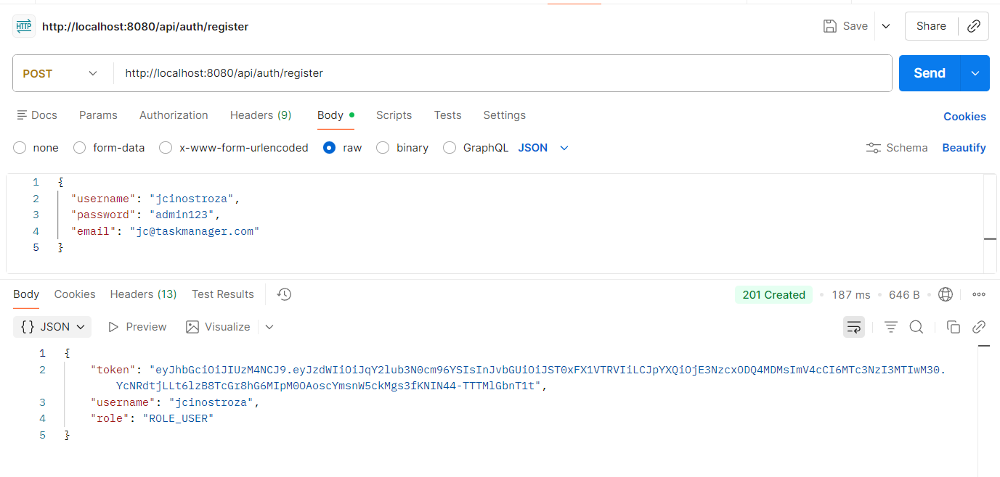 HTTP http://localhost:8080/api/auth/register Save Share
POST http://localhost:8080/api/auth/register Send
Docs Params Authorization Headers (9) Body Scripts Tests Settings Cookies
none form-data x-www-form-urlencoded raw binary GraphQL JSON Schema Beautify
1 {
2 "username": "jcinostroza",
3 "password": "admin123",
4 "email": "jc@taskmanager.com"
5 }
Body Cookies Headers (13) Test Results 201 Created 187 ms 646 B
{} JSON Preview Visualize
1 {
2 "token": "eyJhbGciOiJIUzM4NCJ9.eyJzdWIiOiJqY2lub3N0cm96YSIsInJvbGUiOiJST0xFX1VTRVIiLCJpYXQiOjE3NzcxODQ4MDMsImV4cCI6MTc3NzI3MTIwM30.
YcNRdtjLLt6lzB8TcGr8hG6MIpM0OAoscYmsnW5ckMgs3fKNIN44-TTTMlGbnT1t",
3 "username": "jcinostroza",
4 "role": "ROLE_USER"
5 }